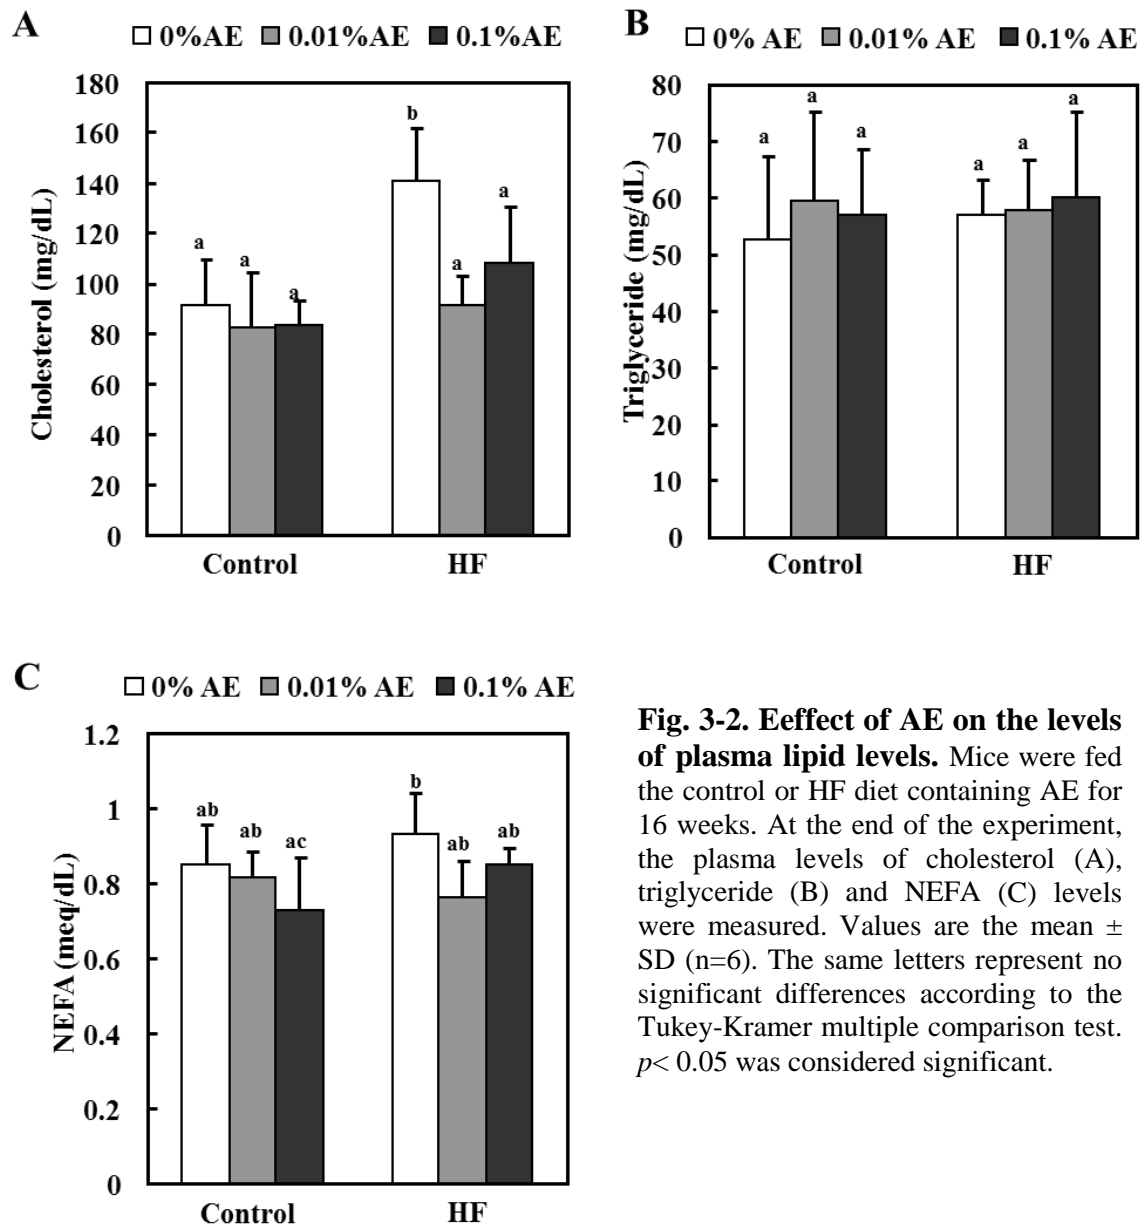 A
0%AE 0.01%AE 0.1%AE
180
160
140
120
100
80
60
40
20
0
Cholesterol (mg/dL)
a
a
a
b
a
a
Control HF
B
0% AE 0.01% AE 0.1% AE
80
70
60
50
40
30
20
10
0
Triglyceride (mg/dL)
a
a
a
a
a
a
Control HF
C
0% AE 0.01% AE 0.1% AE
1.2
1
0.8
0.6
0.4
0.2
0
NEFA (meq/dL)
ab
ab
ac
b
ab
ab
Control HF
Fig. 3-2. Eeffect of AE on the levels
of plasma lipid levels. Mice were fed
the control or HF diet containing AE for
16 weeks. At the end of the experiment,
the plasma levels of cholesterol (A),
triglyceride (B) and NEFA (C) levels
were measured. Values are the mean ±
SD (n=6). The same letters represent no
significant differences according to the
Tukey-Kramer multiple comparison test.
p< 0.05 was considered significant.